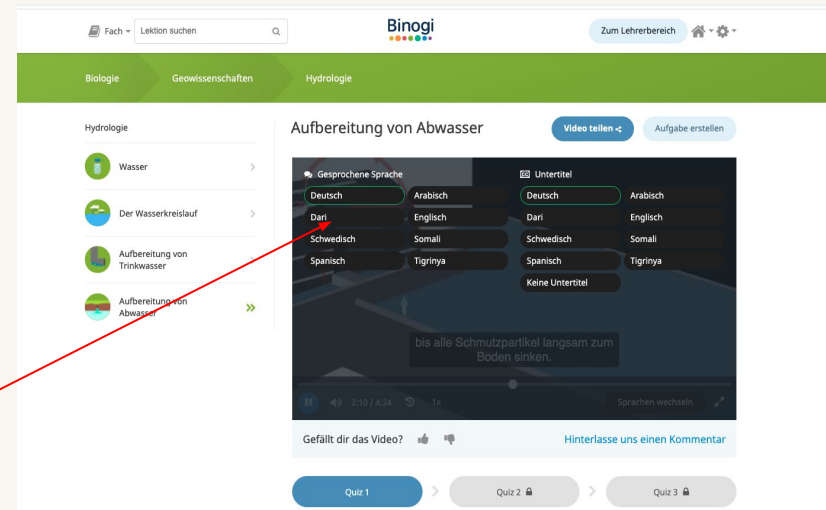 Fach
Lektion suchen
Binogi
Zum Lehrerbereich
Biologie
Geowissenschaften
Hydrologie
Hydrologie
Wasser
Der Wasserkreislauf
Aufbereitung von
Trinkwasser
Aufbereitung von
Abwasser
Aufbereitung von Abwasser
Video teilen
Aufgabe erstellen
Gesprochene Sprache
Untertitel
Deutsch
Arabisch
Deutsch
Arabisch
Dari
Englisch
Dari
Englisch
Schwedisch
Somali
Schwedisch
Somali
Spanisch
Tigrinya
Spanisch
Tigrinya
Keine Untertitel
bis alle Schmutzpartikel langsam zum
Boden sinken.
2:10 / 4:24
1x
Sprachen wechseln
Gefällt dir das Video?
Hinterlasse uns einen Kommentar
Quiz 1
Quiz 2
Quiz 3